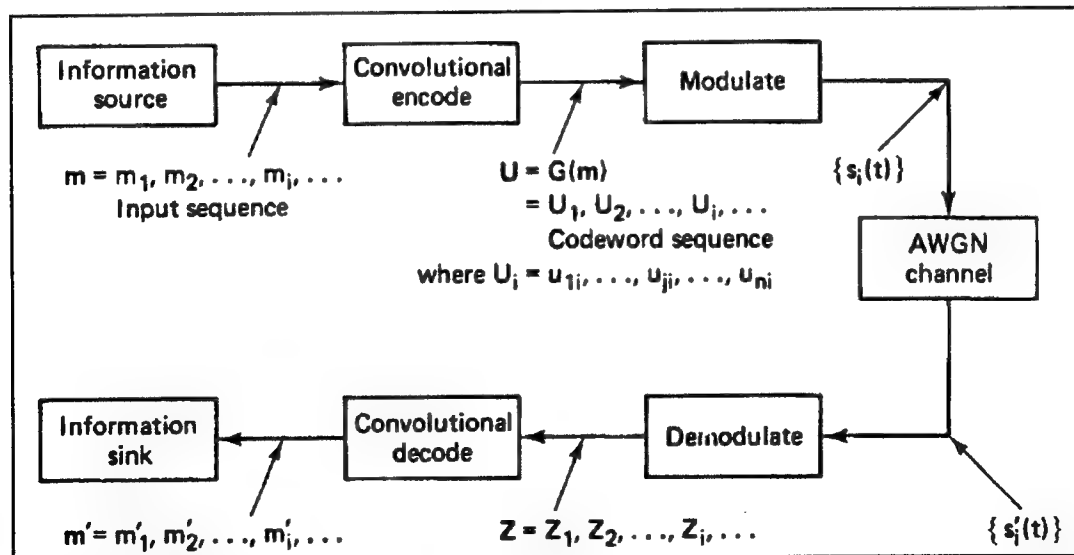 Information
source
Convolutional
encode
Modulate
m = m₁, m₂, . . ., mᵢ, . . .
Input sequence
U = G(m)
= U₁, U₂, . . ., Uᵢ, . . .
Codeword sequence
where Uᵢ = u₁ᵢ, . . ., uⱼᵢ, . . ., uₙᵢ
{sᵢ(t)}
AWGN
channel
Information
sink
Convolutional
decode
Demodulate
m′ = m′₁, m′₂, . . ., m′ᵢ, . . .
Z = Z₁, Z₂, . . ., Zᵢ, . . .
{s′ᵢ(t)}